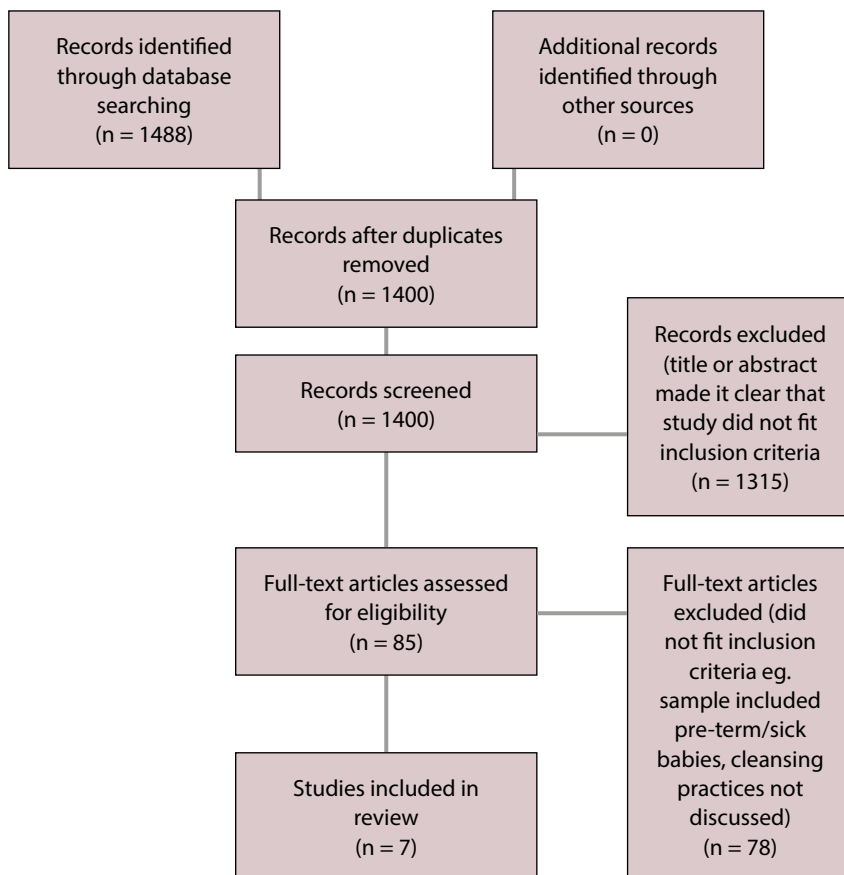 Records identified
through database
searching
(n = 1488)
Additional records
identified through
other sources
(n = 0)
Records after duplicates
removed
(n = 1400)
Records screened
(n = 1400)
Records excluded
(title or abstract
made it clear that
study did not fit
inclusion criteria
(n = 1315)
Full-text articles assessed
for eligibility
(n = 85)
Full-text articles
excluded (did
not fit inclusion
criteria eg.
sample included
pre-term/sick
babies, cleansing
practices not
discussed)
(n = 78)
Studies included in
review
(n = 7)